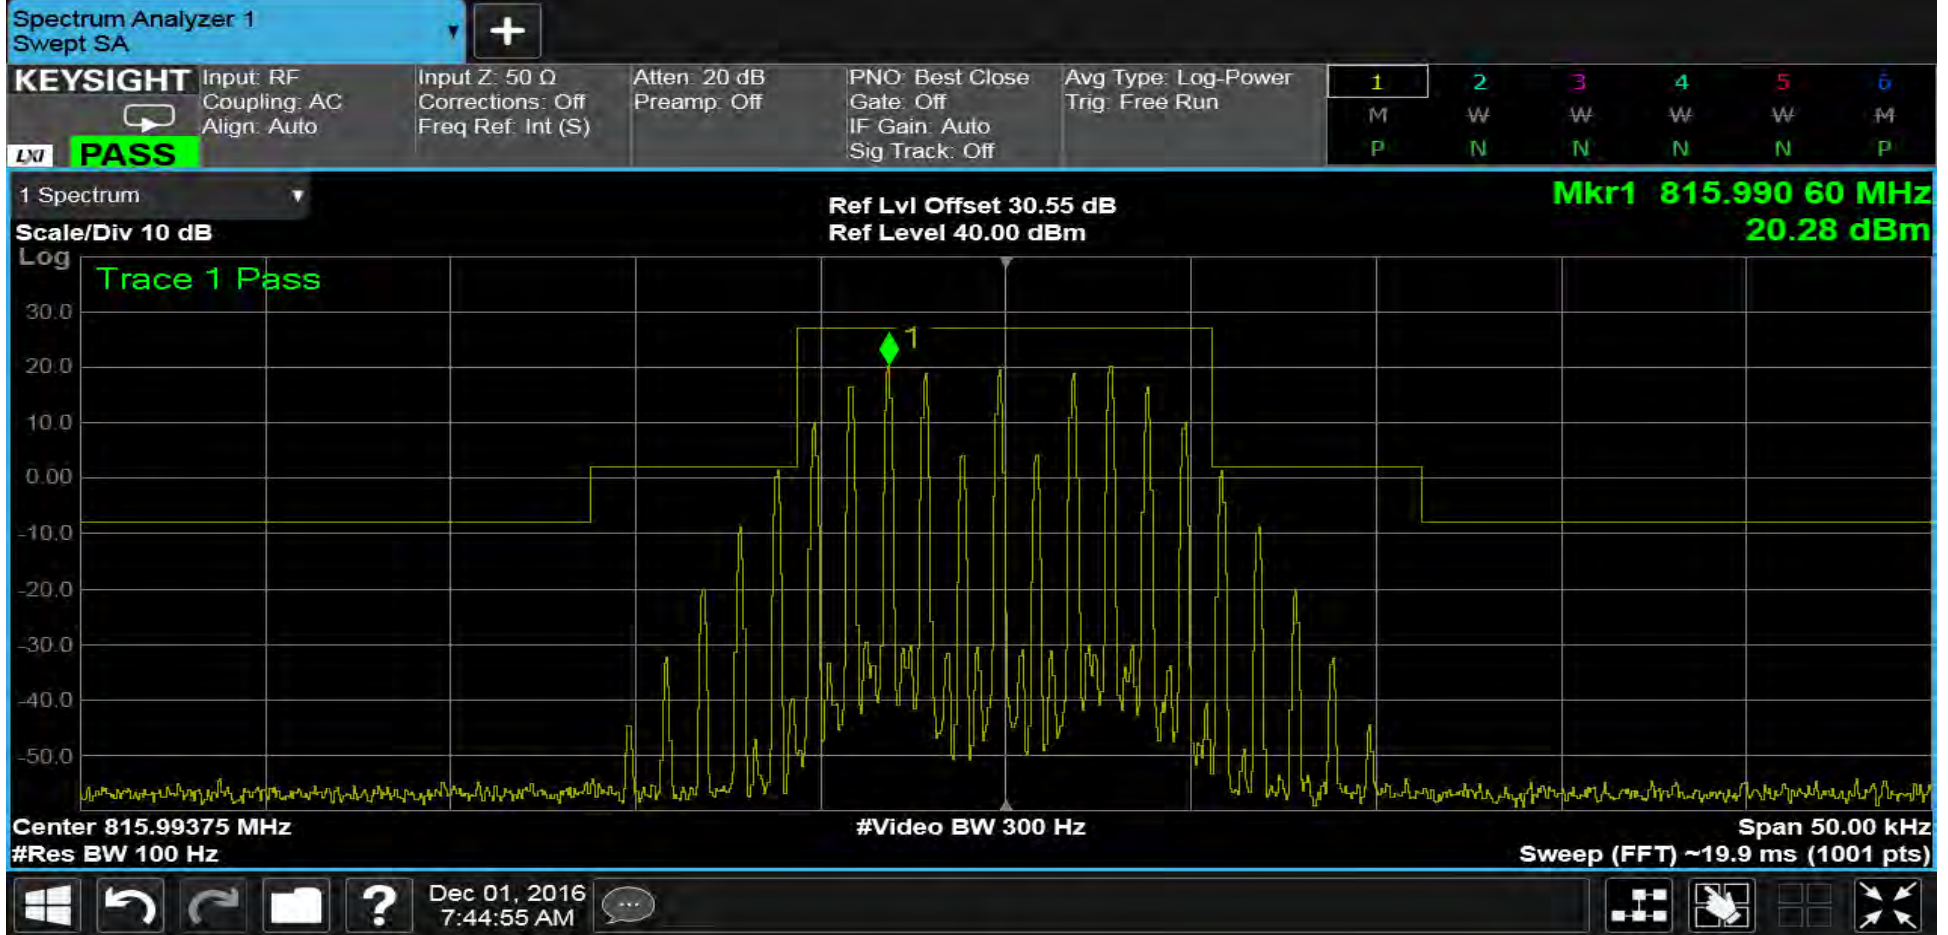 Spectrum Analyzer 1
Swept SA
KEYSIGHT
LXI
PASS
Input: RF
Coupling: AC
Align: Auto
Input Z: 50 Ω
Corrections: Off
Freq Ref: Int (S)
Atten: 20 dB
Preamp: Off
PNO: Best Close
Gate: Off
IF Gain: Auto
Sig Track: Off
Avg Type: Log-Power
Trig: Free Run
1 2 3 4 5 6
M W W W W M
P N N N N P
1 Spectrum
Scale/Div 10 dB
Log
Ref Lvl Offset 30.55 dB
Ref Level 40.00 dBm
Mkr1 815.990 60 MHz
20.28 dBm
Trace 1 Pass
1
30.0
20.0
10.0
0.00
-10.0
-20.0
-30.0
-40.0
-50.0
Center 815.99375 MHz
#Res BW 100 Hz
#Video BW 300 Hz
Span 50.00 kHz
Sweep (FFT) ~19.9 ms (1001 pts)
?
Dec 01, 2016
7:44:55 AM